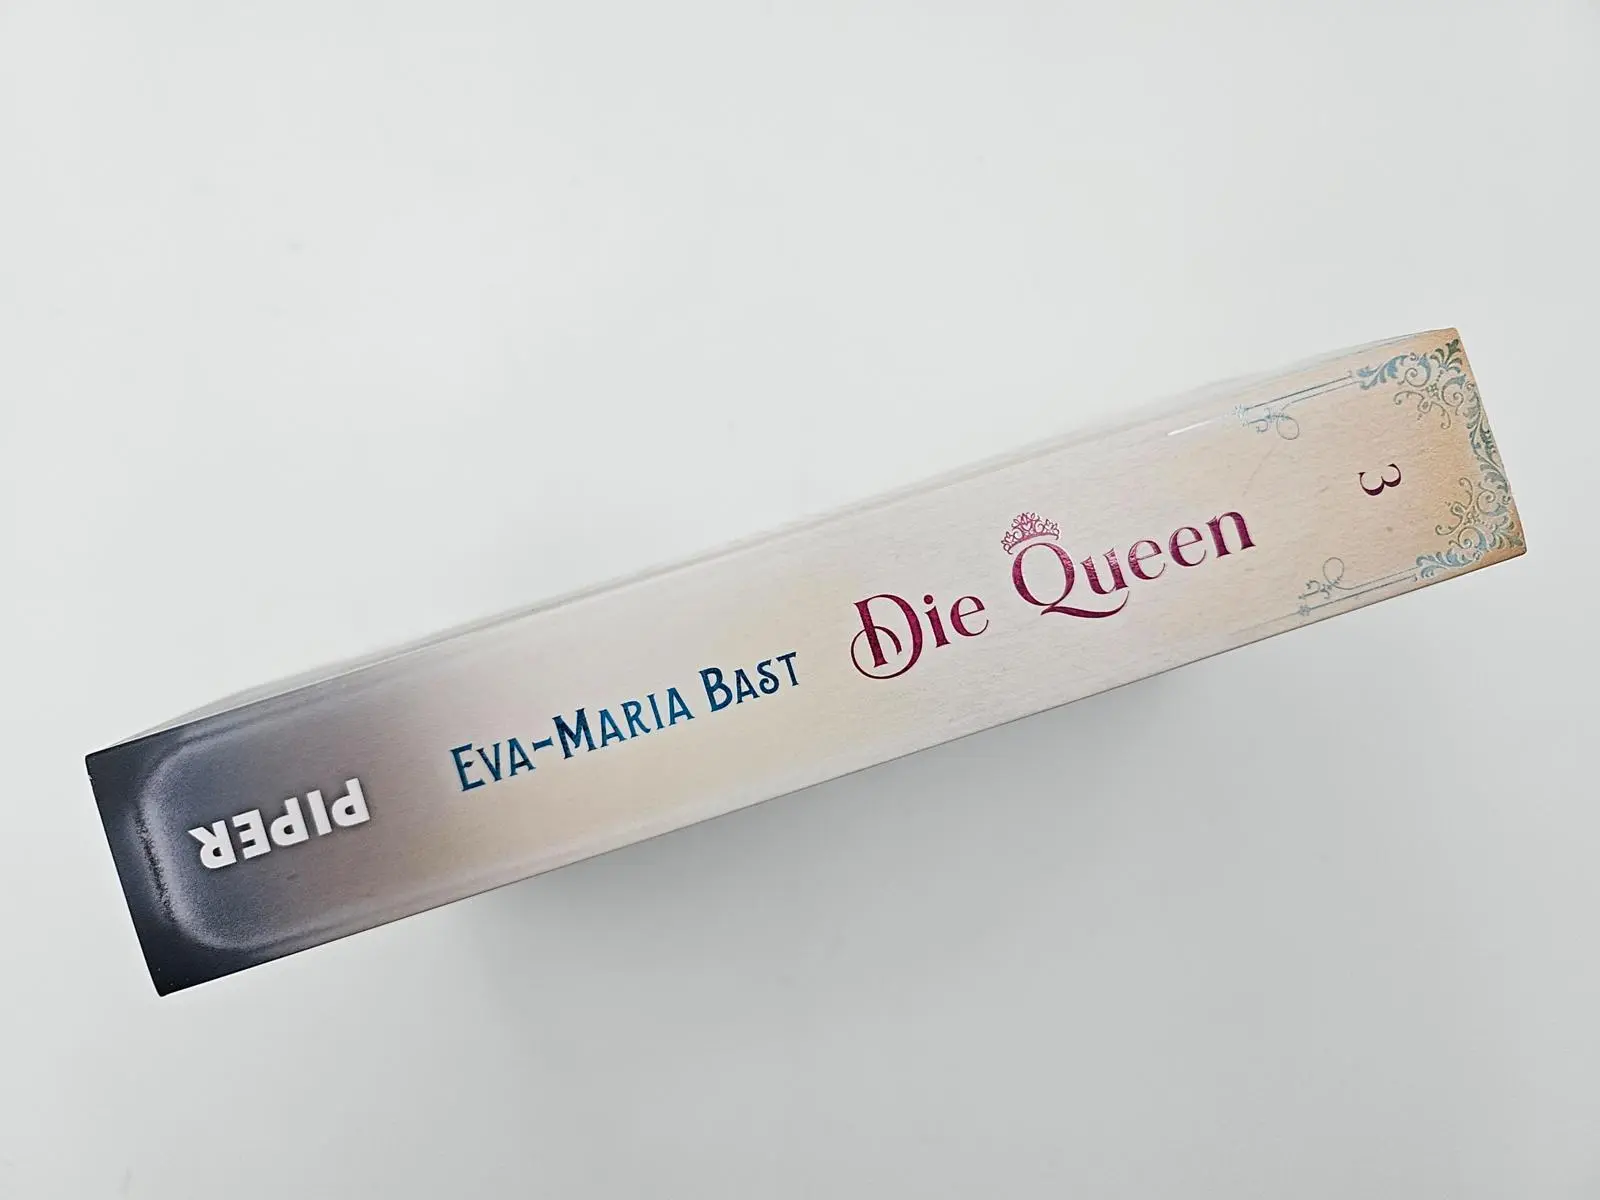 PIPER
EVA-MARIA BAST
Die Queen
3